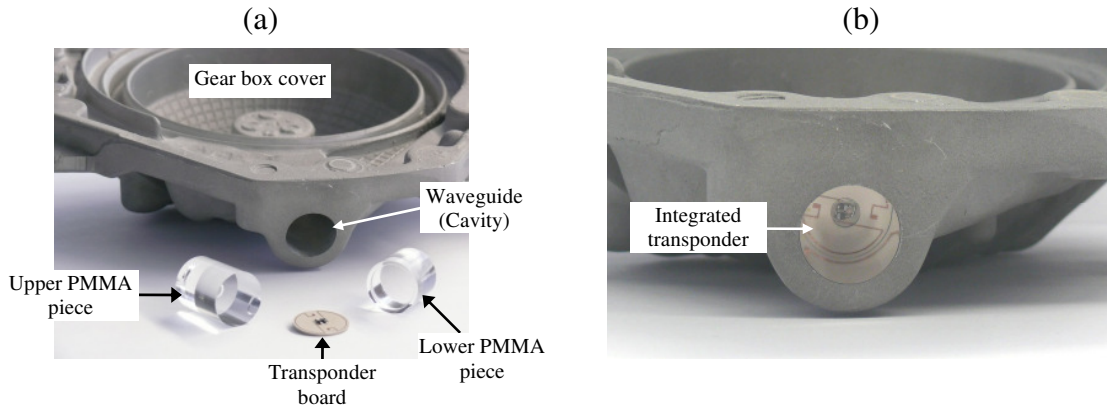 (a)
Gear box cover
Waveguide
(Cavity)
Upper PMMA
piece
Lower PMMA
piece
Transponder
board
(b)
Integrated
transponder